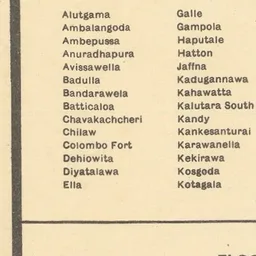 Alutgama
Ambalangoda
Ambepussa
Anuradhapura
Avissawella
Badulla
Bandarawela
Batticaloa
Chavakachcheri
Chilaw
Colombo Fort
Dehiowita
Diyatalawa
Ella
Galle
Gampola
Haputale
Hatton
Jaffna
Kadugannawa
Kahawatta
Kalutara South
Kandy
Kankesanturai
Karawanella
Kekirawa
Kosgoda
Kotagala